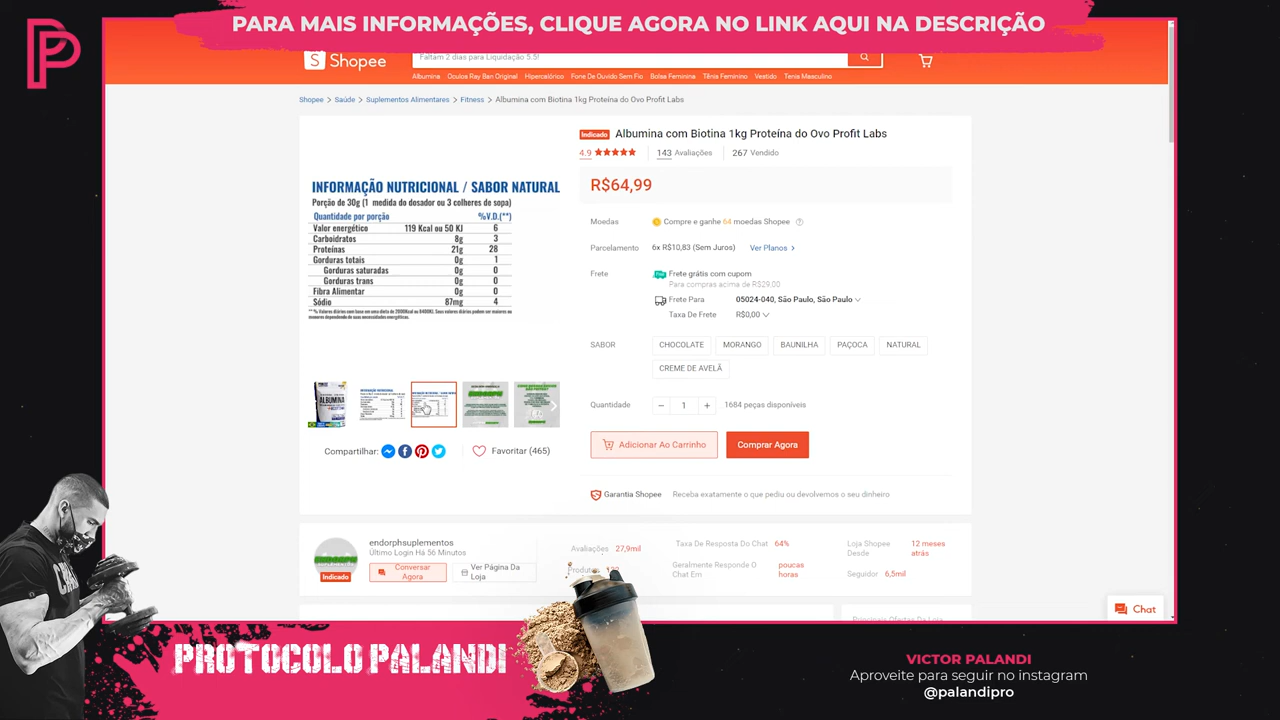 PARA MAIS INFORMAÇÕES, CLIQUE AGORA NO LINK AQUI NA DESCRIÇÃO
Shopee
Faltam 2 dias para Liquidação 5.5!
Albumina Oculos Ray Ban Original Hipercalórico Fone De Ouvido Sem Fio Bolsa Feminina Tênis Feminino Vestido Tenis Masculino
Shopee > Saúde > Suplementos Alimentares > Fitness > Albumina com Biotina 1kg Proteína do Ovo Profit Labs
Indicado Albumina com Biotina 1kg Proteína do Ovo Profit Labs
4.9 143 Avaliações 267 Vendido
R$64,99
INFORMAÇÃO NUTRICIONAL / SABOR NATURAL
Porção de 30g (1 medida do dosador ou 3 colheres de sopa)
Quantidade por porção %V.D.(**)
Valor energético 119 Kcal ou 50 KJ 6
Carboidratos 8g 3
Proteínas 21g 28
Gorduras totais 0g 1
Gorduras saturadas 0g 0
Gorduras trans 0g 0
Fibra Alimentar 0g 0
Sódio 87mg 4
Moedas Compre e ganhe 64 moedas Shopee
Parcelamento 6x R$10,83 (Sem Juros) Ver Planos >
Frete Frete grátis com cupom
Para compras acima de R$29,00
Frete Para 05024-040, São Paulo, São Paulo
Taxa De Frete R$0,00
SABOR CHOCOLATE MORANGO BAUNILHA PAÇOCA NATURAL
CREME DE AVELÃ
Quantidade − 1 + 1684 peças disponíveis
Adicionar Ao Carrinho Comprar Agora
ALBUMINA
Compartilhar: Favoritar (465)
Garantia Shopee Receba exatamente o que pediu ou devolvemos o seu dinheiro
endorphsuplementos
Último Login Há 56 Minutos
Indicado
Conversar Agora
Ver Página Da Loja
Avaliações 27,9mil
Taxa De Resposta Do Chat 64%
Loja Shopee Desde 12 meses atrás
Produtos
Geralmente Responde O Chat Em poucas horas
Seguidor 6,5mil
Chat
PROTOCOLO PALANDI
VICTOR PALANDI
Aproveite para seguir no instagram
@palandipro